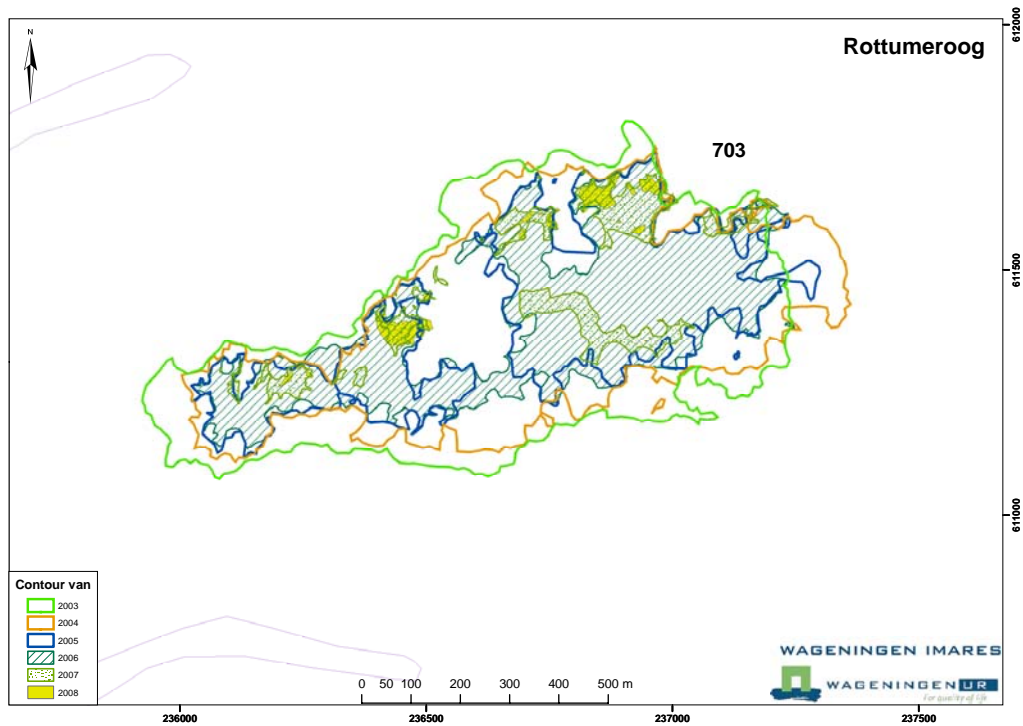 N
Rottumeroog
703
612000
611500
611000
Contour van
2003
2004
2005
2006
2007
2008
0 50 100 200 300 400 500 m
WAGENINGEN IMARES
WAGENINGEN UR
For quality of life
236000 236500 237000 237500